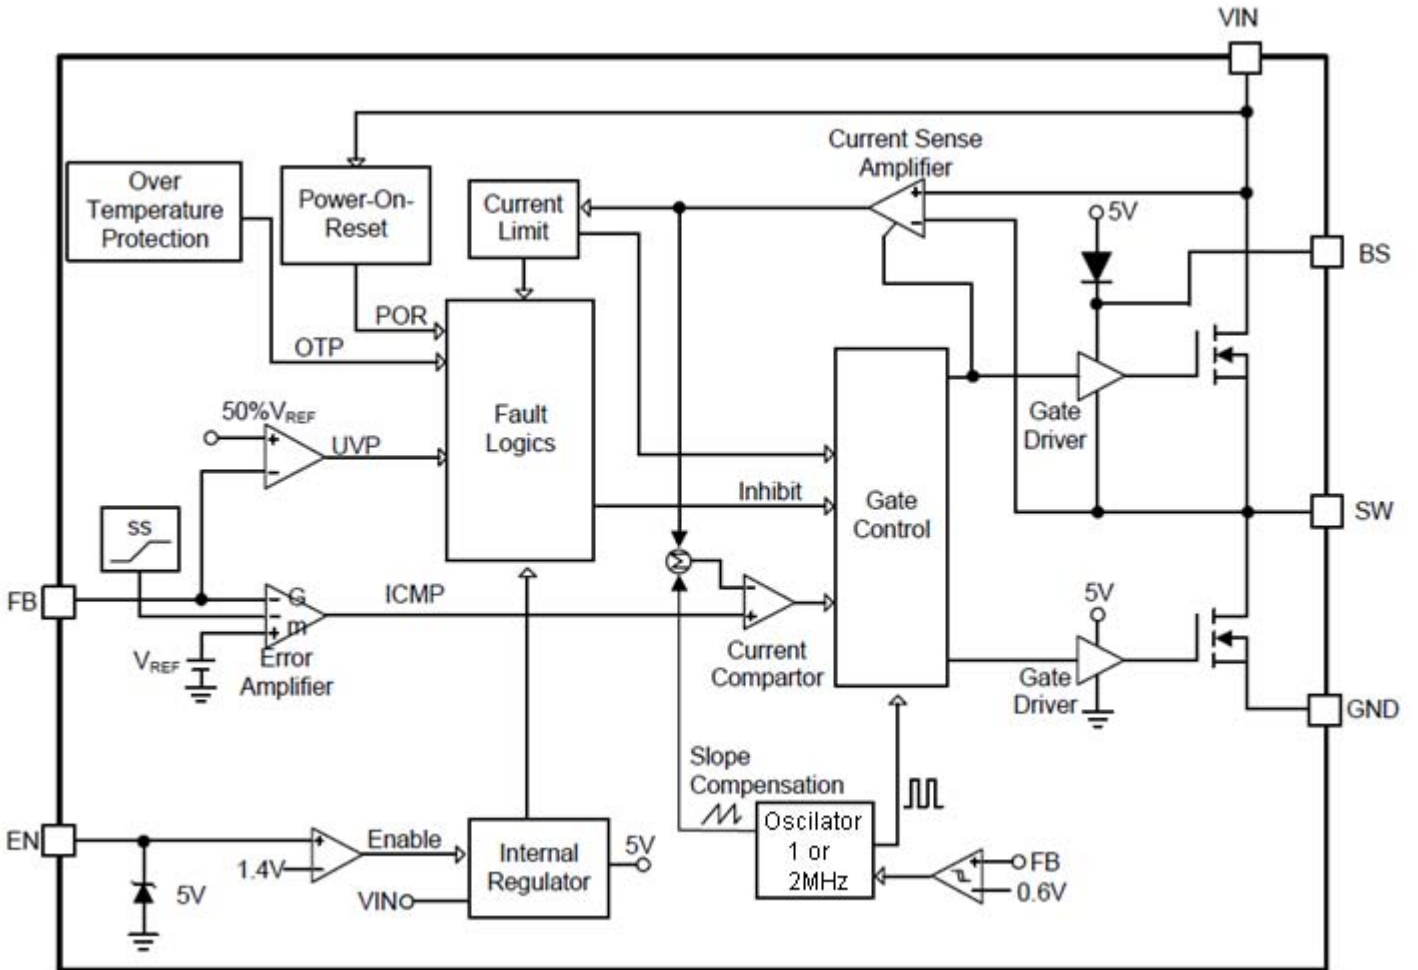 VIN
Current Sense
Amplifier
Over
Temperature
Protection
Power-On-
Reset
Current
Limit
+
-
5V
BS
POR
OTP
50%VREF
+
-
UVP
Fault
Logics
Gate
Driver
Inhibit
Gate
Control
SW
ss
FB
- G
-
+ m
ICMP
Σ
-
+
5V
VREF
Error
Amplifier
Current
Compartor
Gate
Driver
GND
Slope
Compensation
EN
+
1.4V -
Enable
Internal
Regulator
5V
Oscilator
1 or
2MHz
+
-
FB
0.6V
5V
VIN